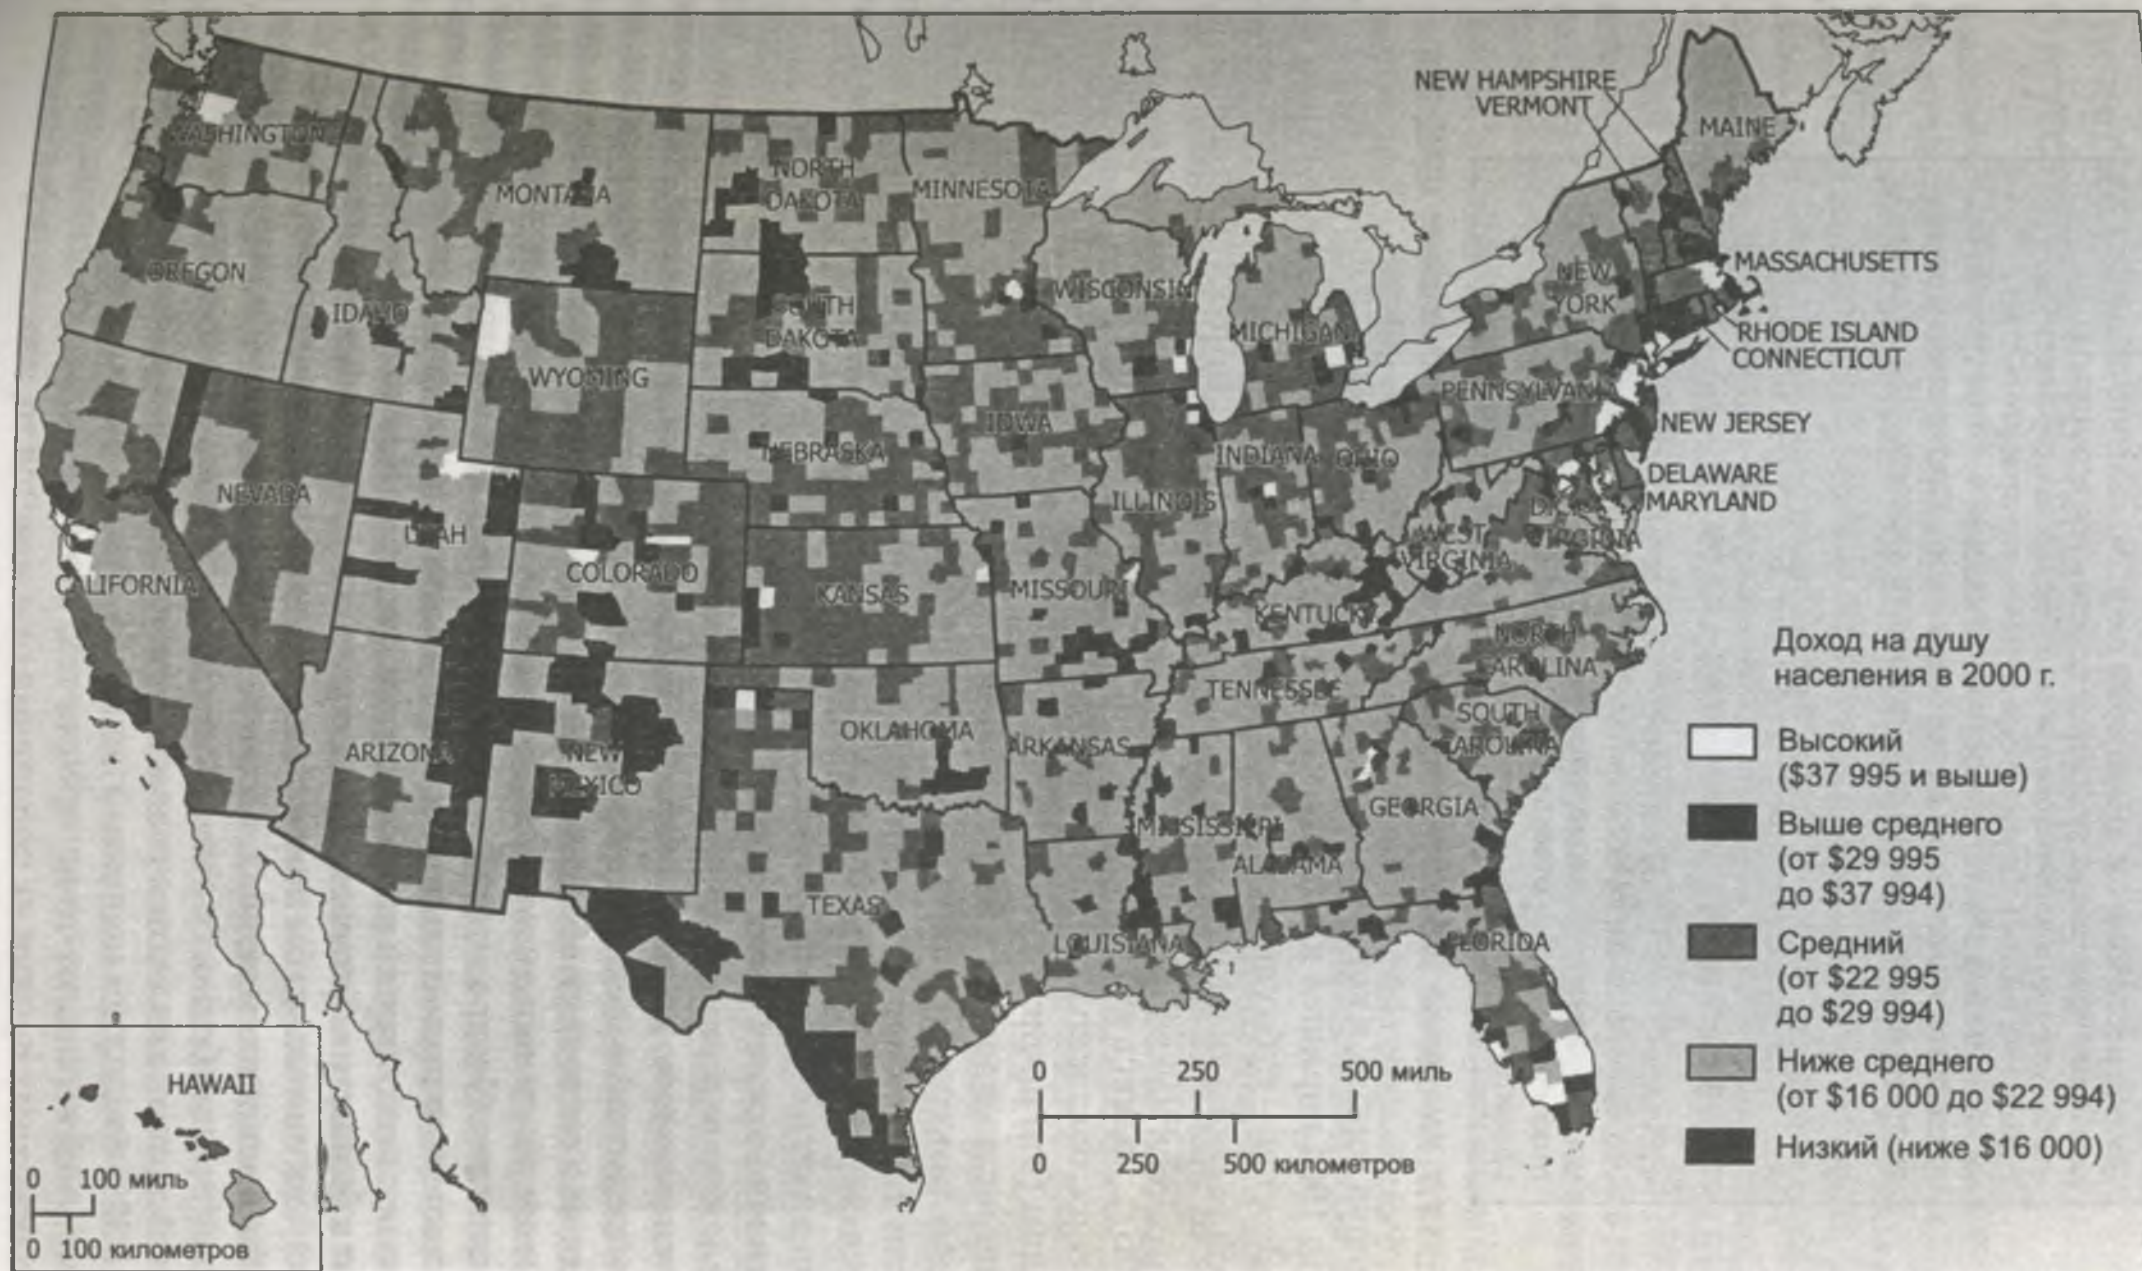 NEW HAMPSHIRE
VERMONT
MAINE
WASHINGTON
MONTANA
NORTH
DAKOTA
MINNESOTA
OREGON
IDAHO
SOUTH
DAKOTA
WISCONSIN
MICHIGAN
NEW
YORK
MASSACHUSETTS
RHODE ISLAND
CONNECTICUT
WYOMING
PENNSYLVANIA
NEW JERSEY
IOWA
NEBRASKA
INDIANA
OHIO
DELAWARE
MARYLAND
NEVADA
UTAH
ILLINOIS
D.C.
WEST
VIRGINIA
VIRGINIA
CALIFORNIA
COLORADO
KANSAS
MISSOURI
KENTUCKY
NORTH
CAROLINA
TENNESSEE
SOUTH
CAROLINA
ARIZONA
NEW
MEXICO
OKLAHOMA
ARKANSAS
GEORGIA
MISSISSIPPI
ALABAMA
TEXAS
LOUISIANA
FLORIDA
HAWAII
0 100 миль
0 100 километров
0 250 500 миль
0 250 500 километров
Доход на душу
населения в 2000 г.
Высокий
($37 995 и выше)
Выше среднего
(от $29 995
до $37 994)
Средний
(от $22 995
до $29 994)
Ниже среднего
(от $16 000 до $22 994)
Низкий (ниже $16 000)